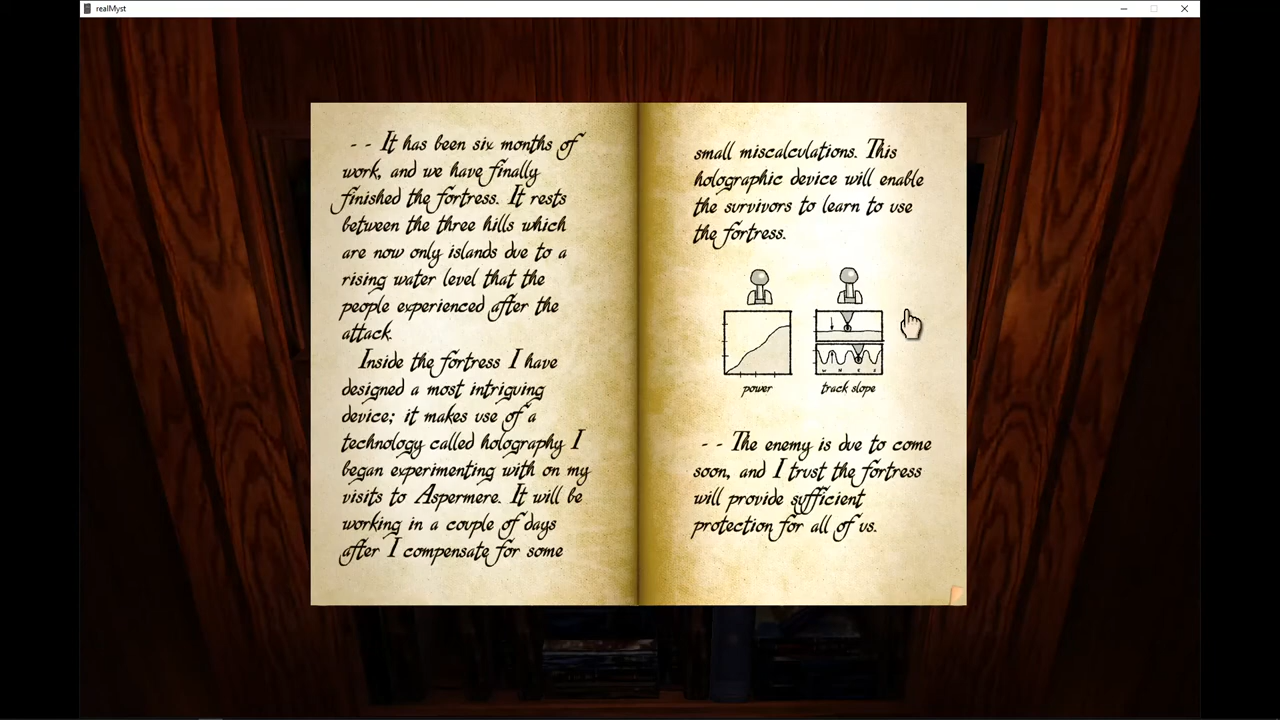 realMyst
- - It has been six months of
work, and we have finally
finished the fortress. It rests
between the three hills which
are now only islands due to a
rising water level that the
people experienced after the
attack.
Inside the fortress I have
designed a most intriguing
device; it makes use of a
technology called holography I
began experimenting with on my
visits to Aspermere. It will be
working in a couple of days
after I compensate for some
small miscalculations. This
holographic device will enable
the survivors to learn to use
the fortress.
power
track slope
- - The enemy is due to come
soon, and I trust the fortress
will provide sufficient
protection for all of us.